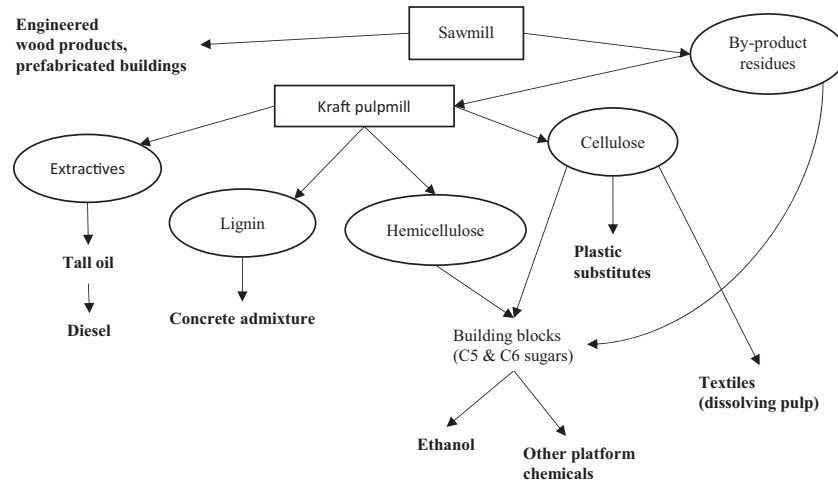 Engineered
wood products,
prefabricated buildings
Sawmill
By-product
residues
Kraft pulpmill
Extractives
Cellulose
Lignin
Hemicellulose
Tall oil
Plastic
substitutes
Diesel
Concrete admixture
Building blocks
(C5 & C6 sugars)
Textiles
(dissolving pulp)
Ethanol
Other platform
chemicals